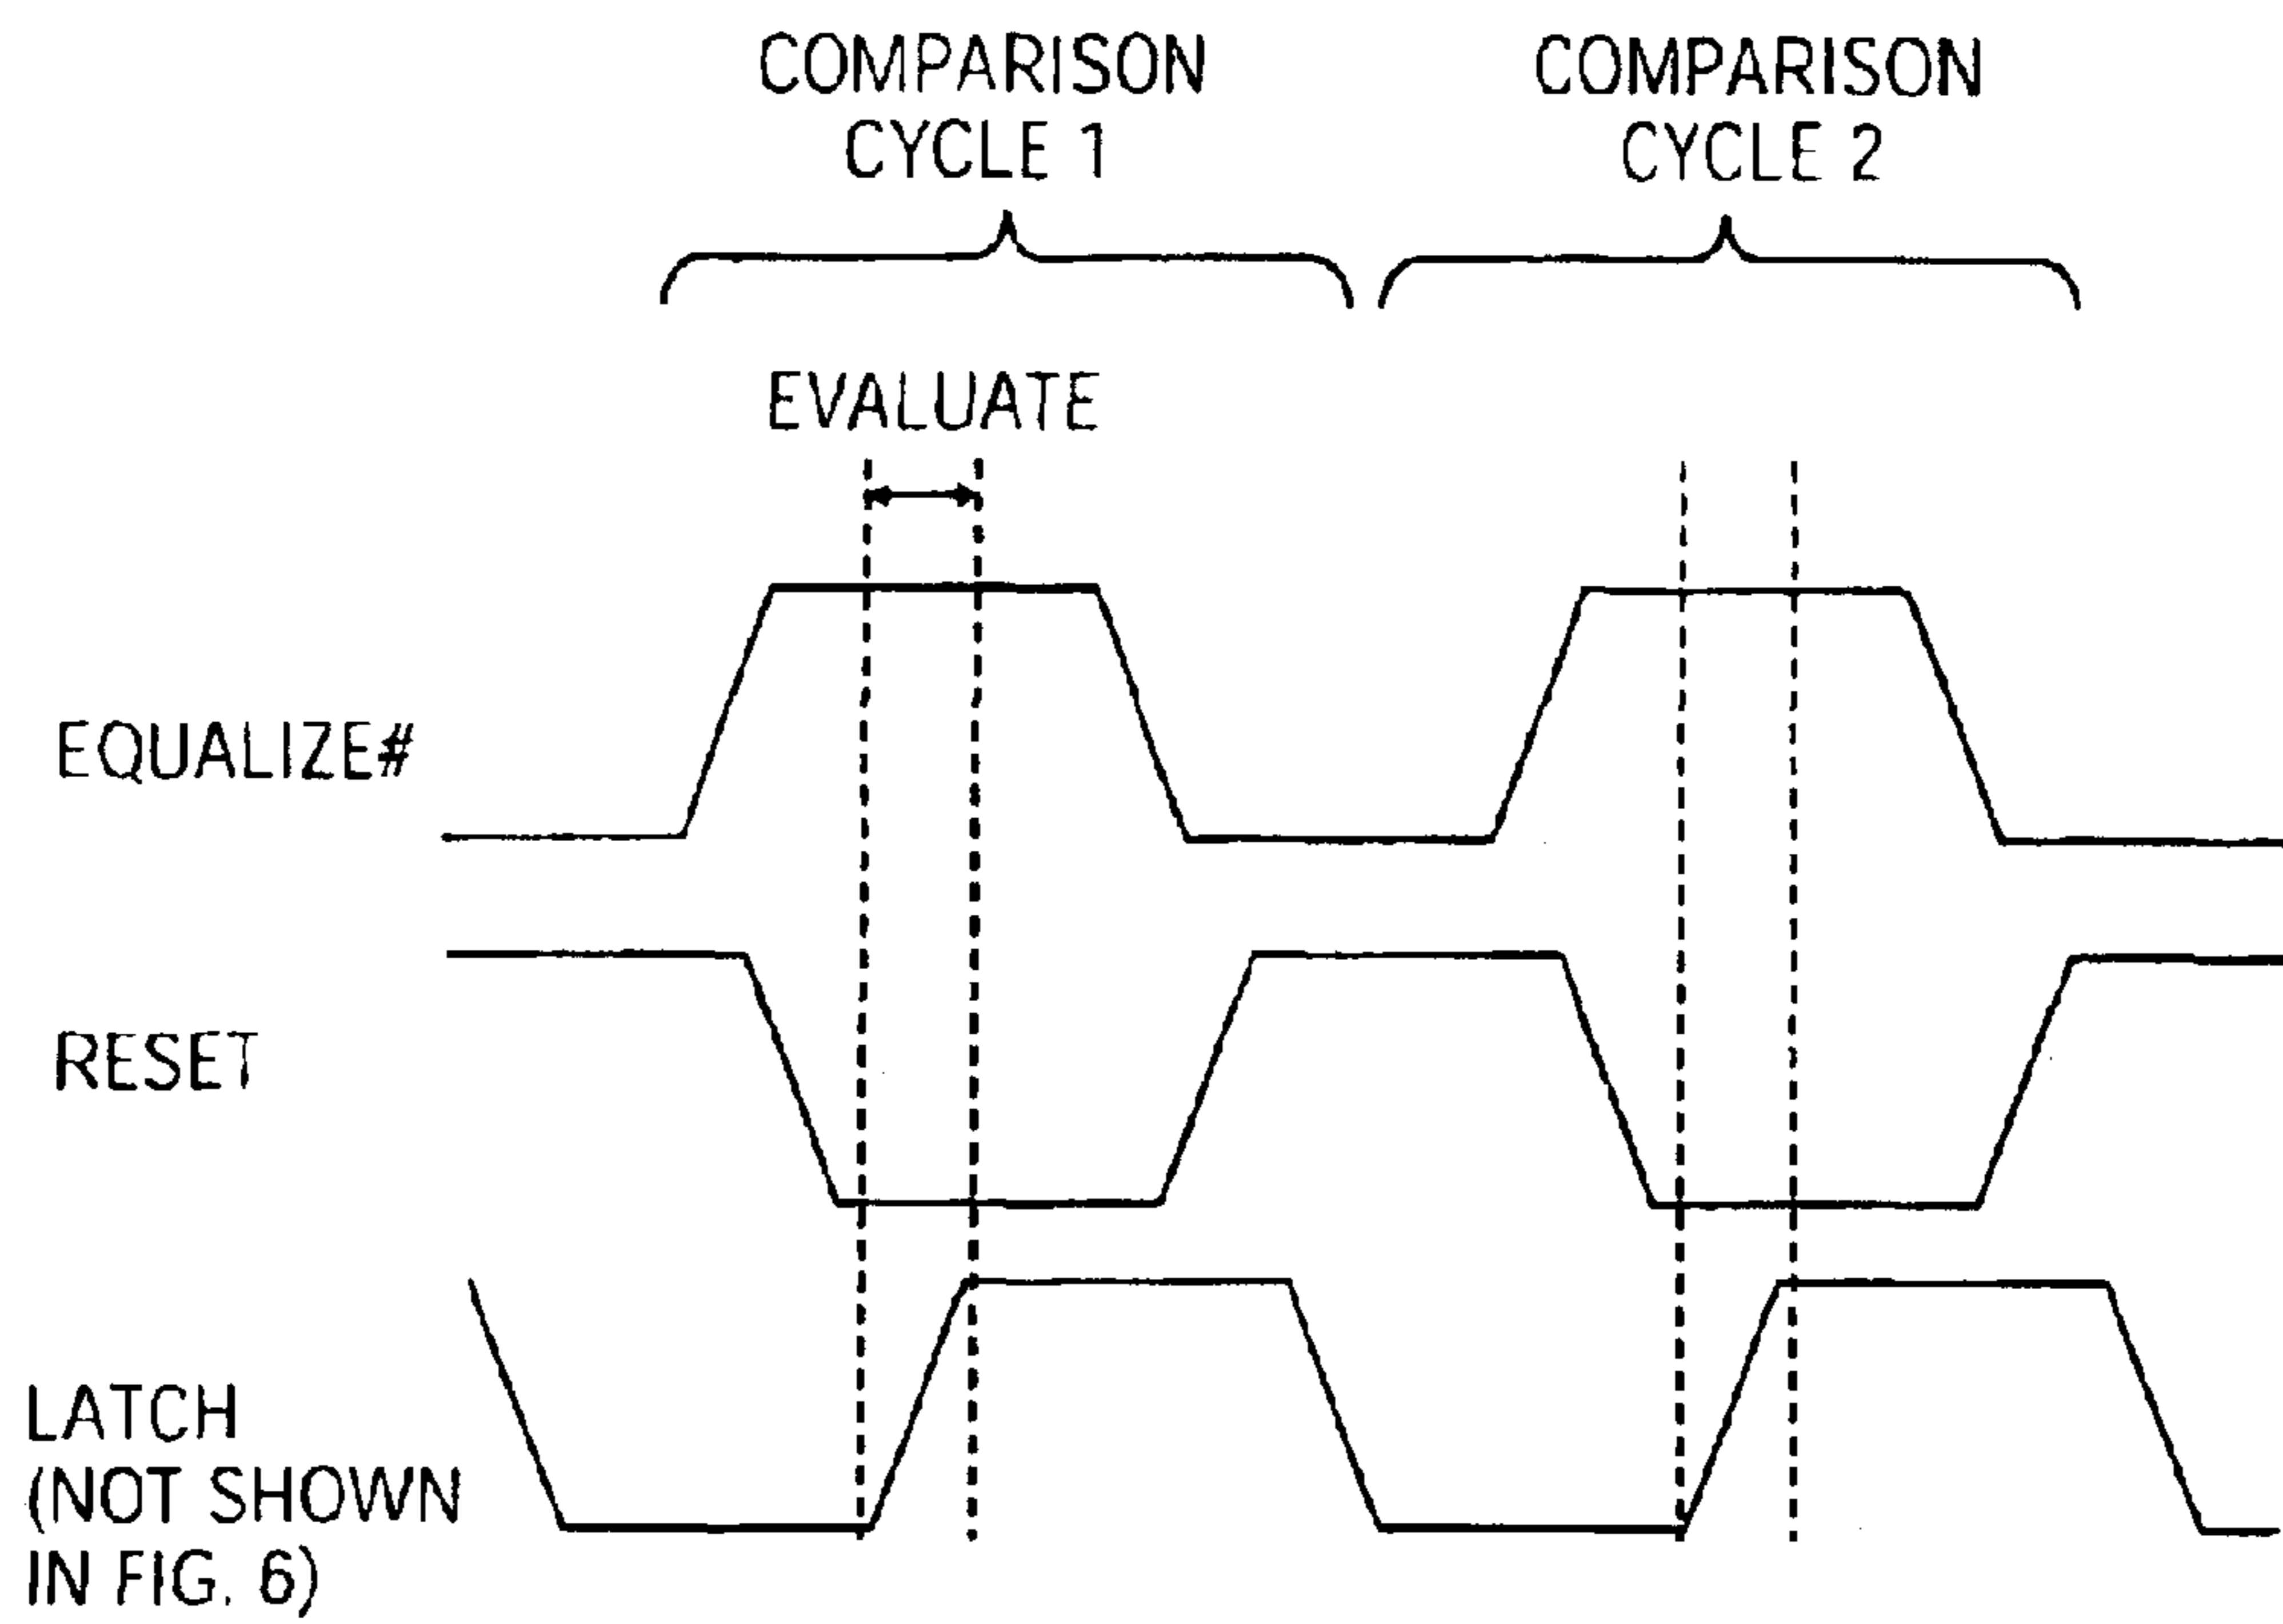 COMPARISON
CYCLE 1
COMPARISON
CYCLE 2
EVALUATE
EQUALIZE#
RESET
LATCH
(NOT SHOWN
IN FIG. 6)